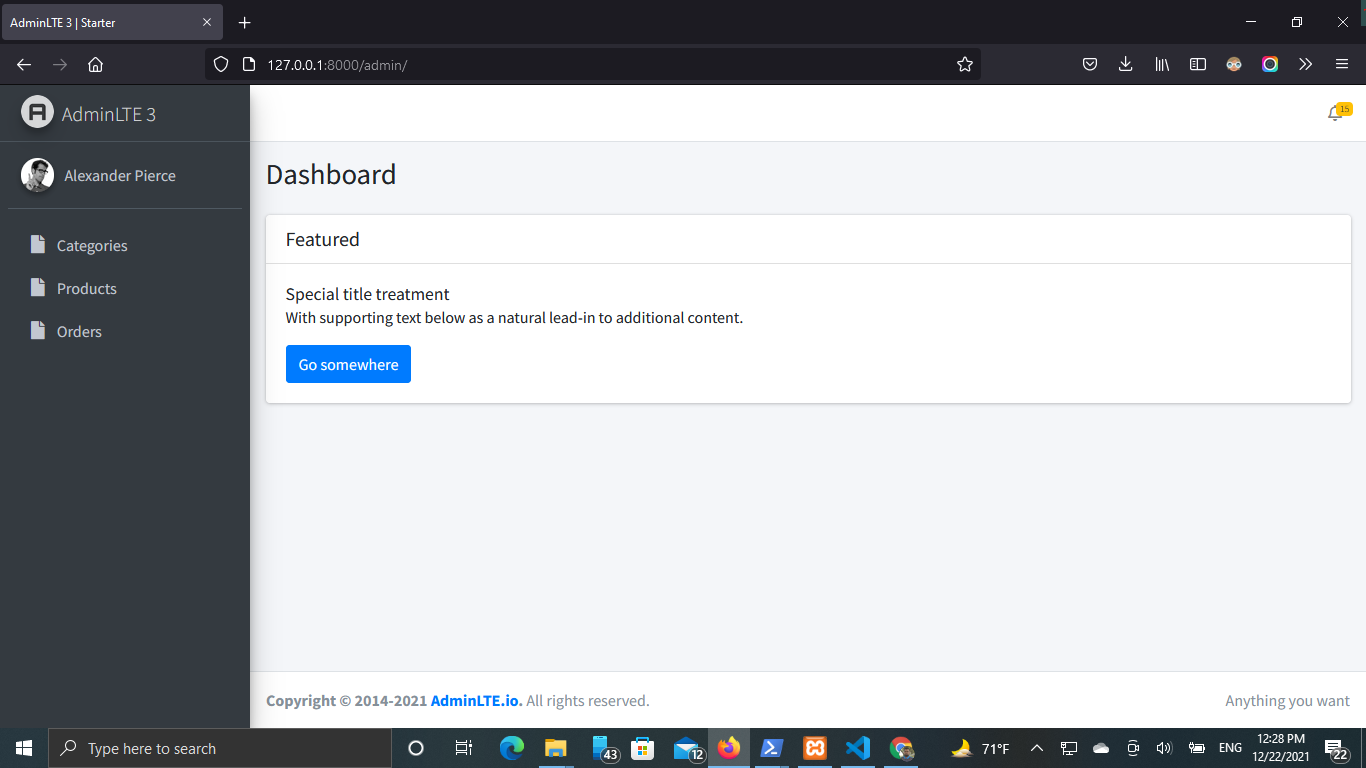 AdminLTE 3 | Starter
127.0.0.1:8000/admin/
AdminLTE 3
15
Alexander Pierce
Categories
Products
Orders
Dashboard
Featured
Special title treatment
With supporting text below as a natural lead-in to additional content.
Go somewhere
Copyright © 2014-2021 AdminLTE.io. All rights reserved.
Anything you want
Type here to search
43
12
71°F
ENG
12:28 PM
12/22/2021
22